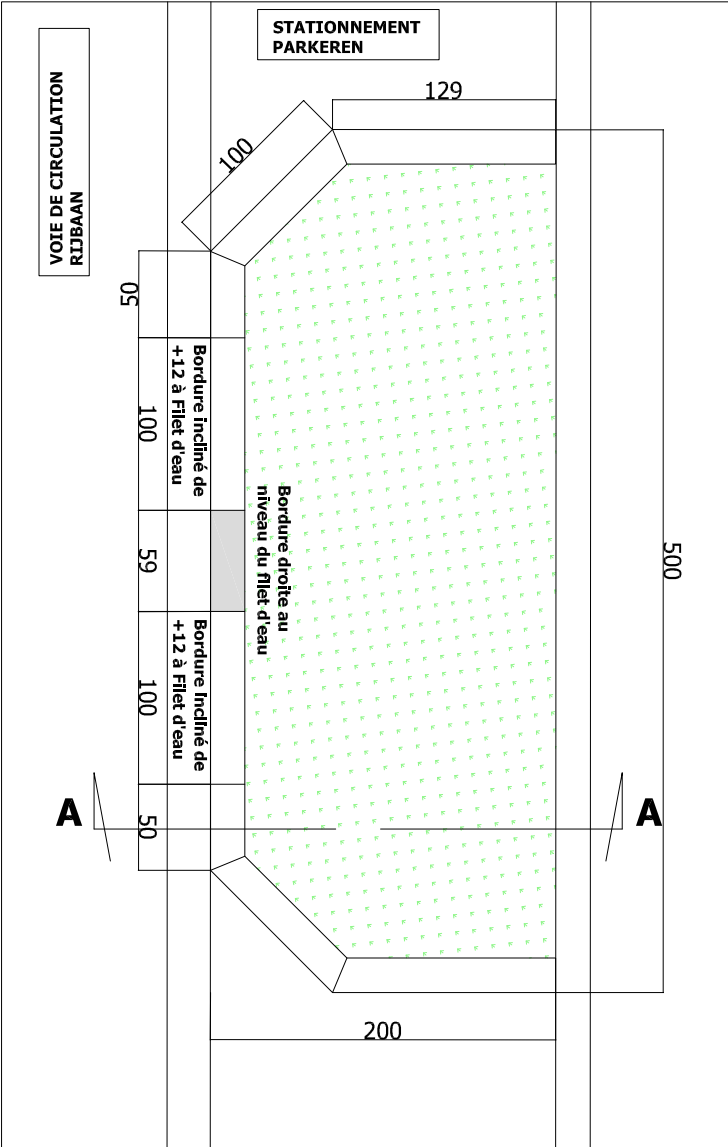 STATIONNEMENT
PARKEREN
VOIE DE CIRCULATION
RIJBAAN
129
100
50
Bordure incliné de
+12 à Filet d'eau
100
Bordure droite au
niveau du filet d'eau
59
500
Bordure incliné de
+12 à Filet d'eau
100
A
A
50
200